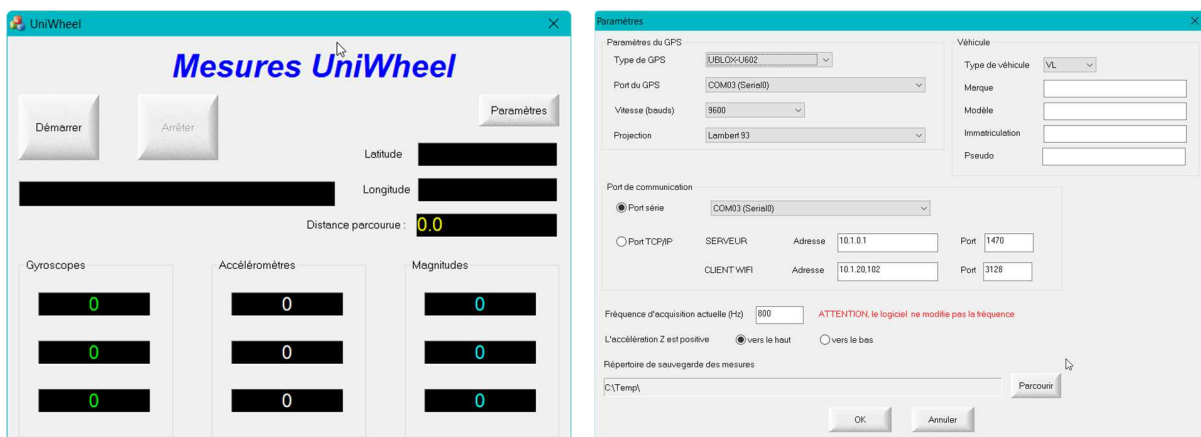 UniWheel
Mesures UniWheel
Démarrer
Arrêter
Paramètres
Latitude
Longitude
Distance parcourue :
0.0
Gyroscopes
Accéléromètres
Magnitudes
0 0 0
0 0 0
0 0 0
Paramètres
Paramètres du GPS
Type de GPS UBLOX-U602
Port du GPS COM03 (Serial0)
Vitesse (bauds) 9600
Projection Lambert 93
Véhicule
Type de véhicule VL
Marque
Modèle
Immatriculation
Pseudo
Port de communication
Port série COM03 (Serial0)
Port TCP/IP SERVEUR Adresse 10.1.0.1 Port 1470
CLIENT WIFI Adresse 10.1.20,102 Port 3128
Fréquence d'acquisition actuelle (Hz) 800 ATTENTION, le logiciel ne modifie pas la fréquence
L'accélération Z est positive vers le haut vers le bas
Répertoire de sauvegarde des mesures
C:\Temp\ Parcourir
OK Annuler